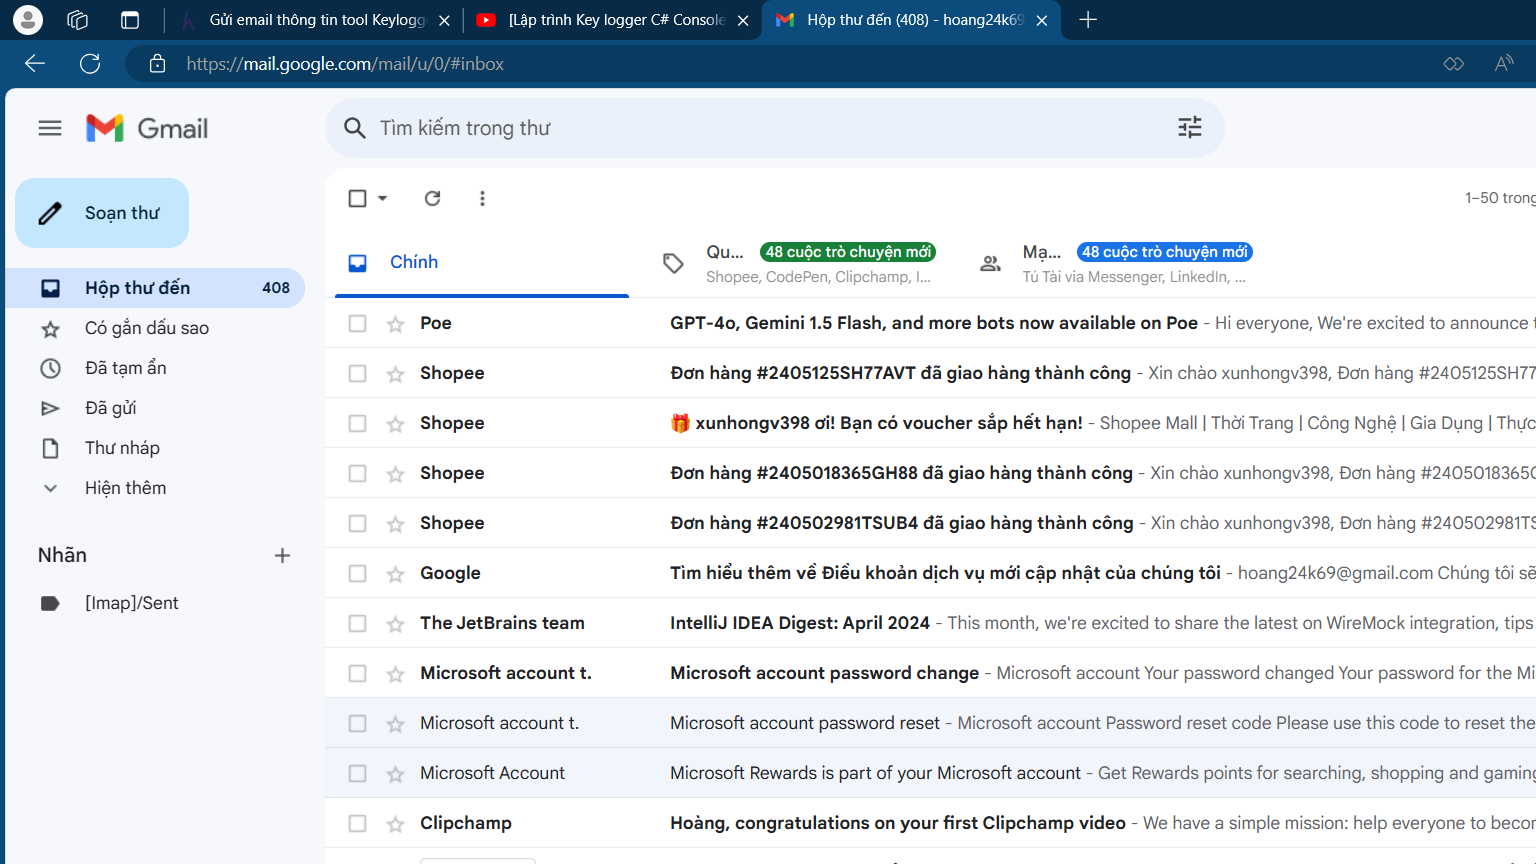 Gửi email thông tin tool Keylogge
[Lập trình Key logger C# Console
Hộp thư đến (408) - hoang24k69
https://mail.google.com/mail/u/0/#inbox
Gmail
Tìm kiếm trong thư
Soạn thư
1–50 trong
Chính
Qu... 48 cuộc trò chuyện mới
Shopee, CodePen, Clipchamp, I...
Mạ... 48 cuộc trò chuyện mới
Tú Tài via Messenger, LinkedIn, ...
Hộp thư đến 408
Có gắn dấu sao
Đã tạm ẩn
Đã gửi
Thư nháp
Hiện thêm
Nhãn
[Imap]/Sent
Poe GPT-4o, Gemini 1.5 Flash, and more bots now available on Poe - Hi everyone, We're excited to announce t
Shopee Đơn hàng #2405125SH77AVT đã giao hàng thành công - Xin chào xunhongv398, Đơn hàng #2405125SH77
Shopee 🎁 xunhongv398 ơi! Bạn có voucher sắp hết hạn! - Shopee Mall | Thời Trang | Công Nghệ | Gia Dụng | Thực
Shopee Đơn hàng #2405018365GH88 đã giao hàng thành công - Xin chào xunhongv398, Đơn hàng #2405018365G
Shopee Đơn hàng #240502981TSUB4 đã giao hàng thành công - Xin chào xunhongv398, Đơn hàng #240502981TS
Google Tìm hiểu thêm về Điều khoản dịch vụ mới cập nhật của chúng tôi - hoang24k69@gmail.com Chúng tôi sẽ
The JetBrains team IntelliJ IDEA Digest: April 2024 - This month, we're excited to share the latest on WireMock integration, tips
Microsoft account t. Microsoft account password change - Microsoft account Your password changed Your password for the Mi
Microsoft account t. Microsoft account password reset - Microsoft account Password reset code Please use this code to reset the
Microsoft Account Microsoft Rewards is part of your Microsoft account - Get Rewards points for searching, shopping and gaming
Clipchamp Hoàng, congratulations on your first Clipchamp video - We have a simple mission: help everyone to becom